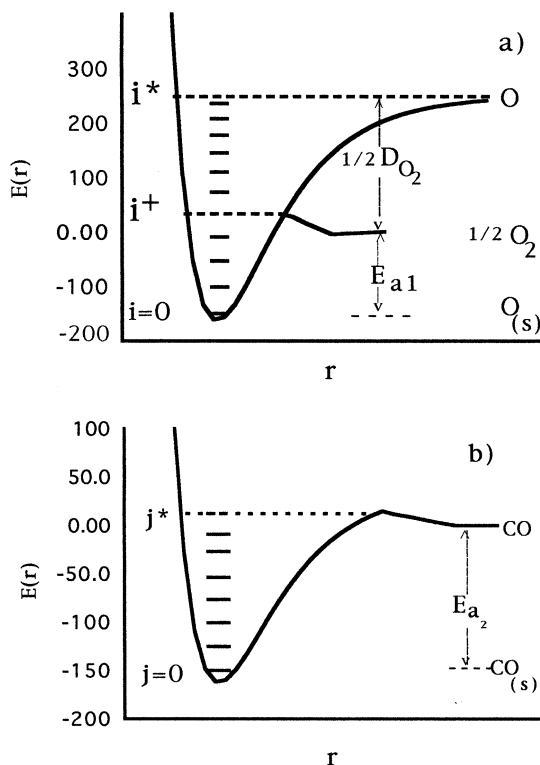 a)
300
i*
O
200
1/2 D O₂
100
i⁺
E(r)
0.00
1/2 O₂
E a1
-100
i=0
O (s)
-200
r
100
b)
50.0
j*
0.00
CO
E(r)
-50.0
E a₂
-100
-150
j=0
CO (s)
-200
r